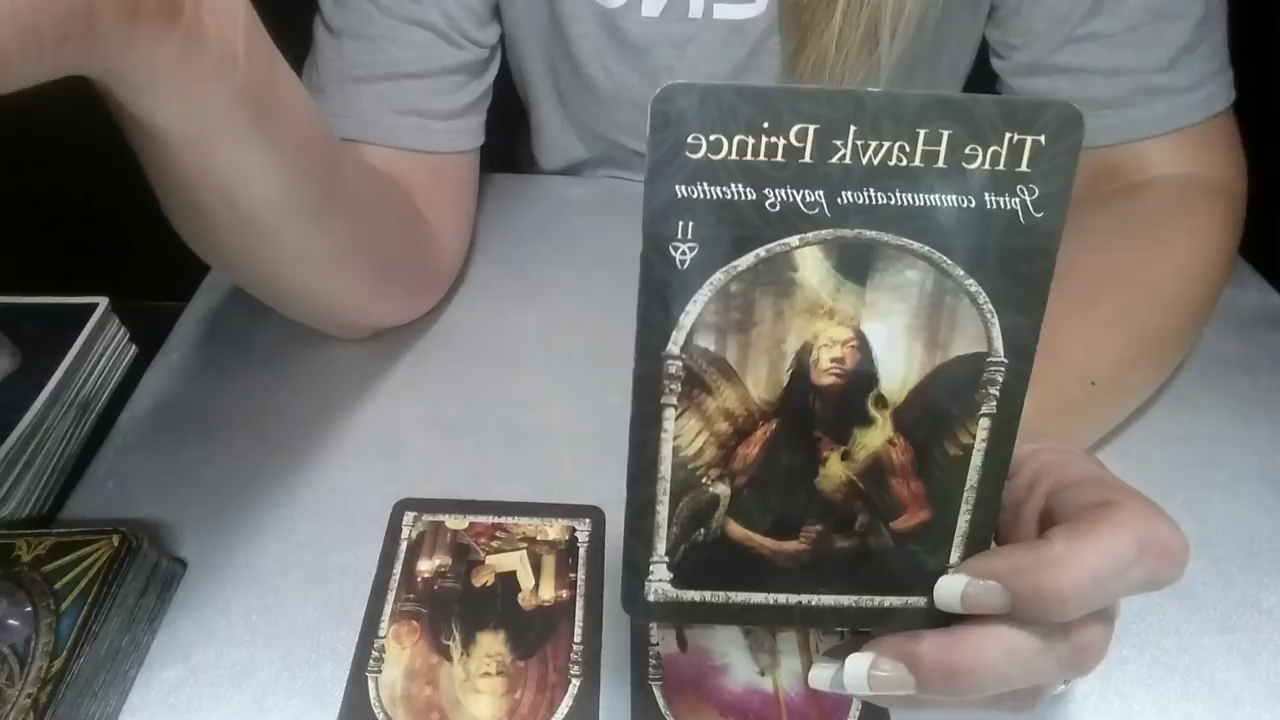 The Hawk Prince
Spirit communication, paying attention
11